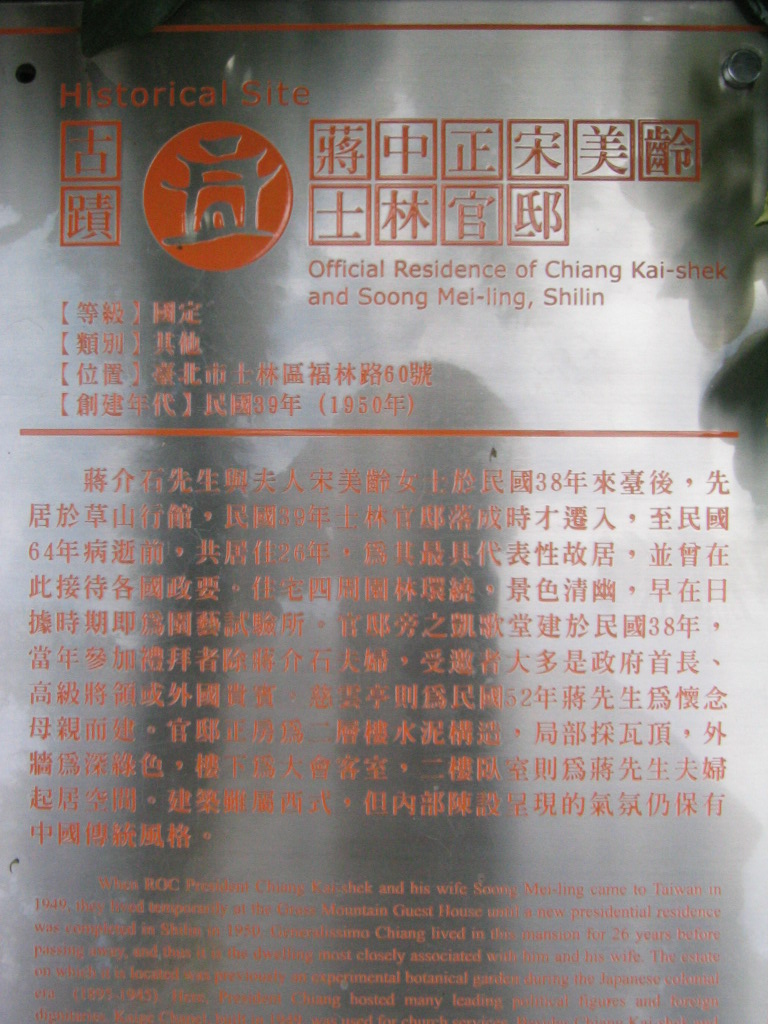 Historical Site
古蹟
蔣中正宋美齡
士林官邸
Official Residence of Chiang Kai-shek
and Soong Mei-ling, Shilin
【等級】國定
【類別】其他
【位置】臺北市士林區福林路60號
【創建年代】民國39年 (1950年)
蔣介石先生與夫人宋美齡女士於民國38年來臺後，先
居於草山行館，民國39年士林官邸落成時才遷入，至民國
64年病逝前，共居住26年，為其最具代表性故居，並曾在
此接待各國政要。住宅四周園林環繞，景色清幽，早在日
據時期即為園藝試驗所。官邸旁之凱歌堂建於民國38年，
當年參加禮拜者除蔣介石夫婦，受邀者大多是政府首長、
高級將領或外國貴賓。慈雲亭則為民國52年蔣先生為懷念
母親而建。官邸正房為二層樓水泥構造，局部採瓦頂，外
牆為深綠色，樓下為大會客室，二樓臥室則為蔣先生夫婦
起居空間。建築雖屬西式，但內部陳設呈現的氣氛仍保有
中國傳統風格。
When ROC President Chiang Kai-shek and his wife Soong Mei-ling came to Taiwan in
1949, they lived temporarily at the Grass Mountain Guest House until a new presidential residence
was completed in Shilin in 1950. Generalissimo Chiang lived in this mansion for 26 years before
passing away, and thus it is the dwelling most closely associated with him and his wife. The estate
on which it is located was previously an experimental botanical garden during the Japanese colonial
era (1895-1945). Here, President Chiang hosted many leading political figures and foreign
dignitaries. Kaige Chapel, built in 1949, was used for church services.